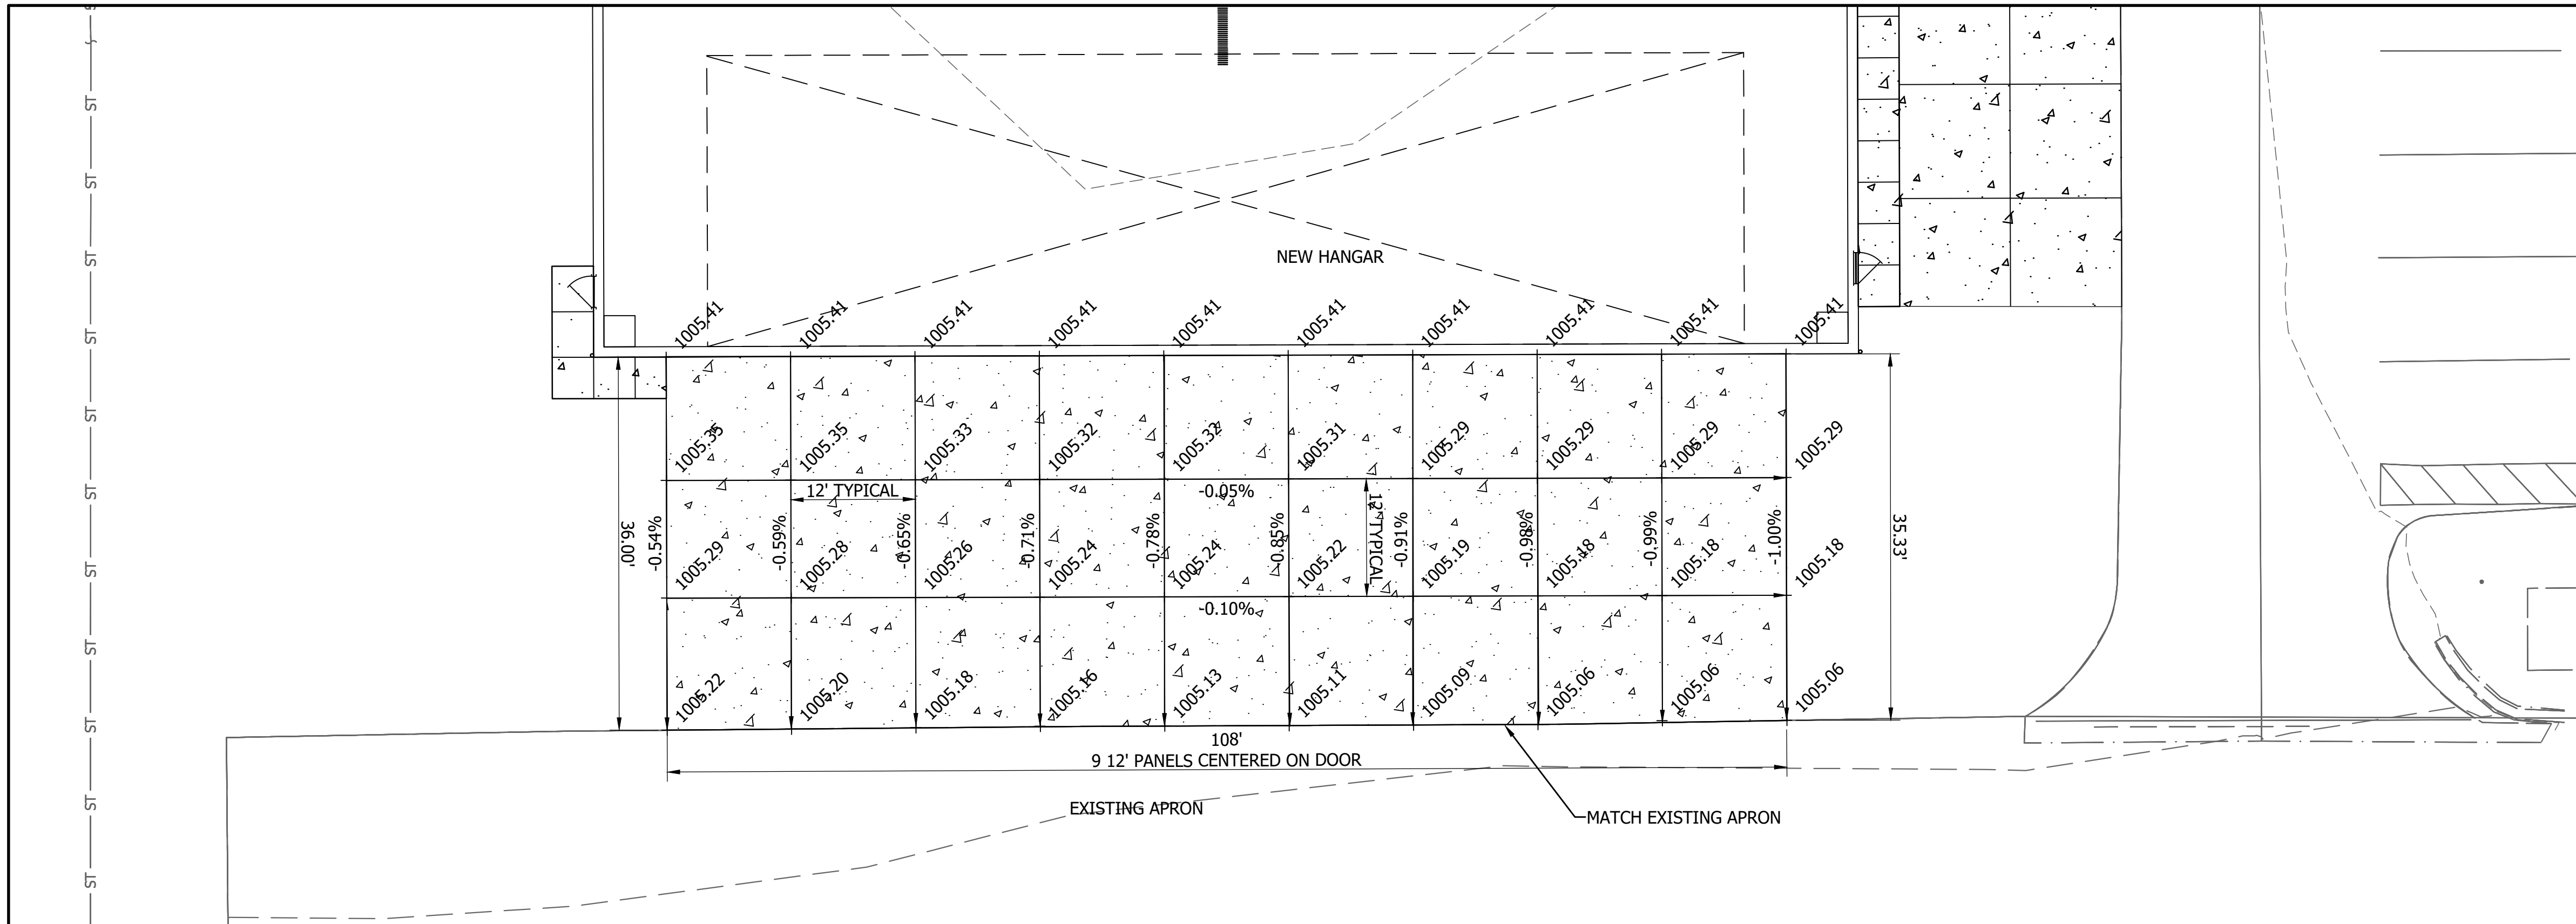 NEW HANGAR
1005.41 1005.41 1005.41 1005.41 1005.41 1005.41 1005.41 1005.41 1005.41 1005.41
1005.35 1005.35 1005.33 1005.32 1005.32 1005.31 1005.29 1005.29 1005.29 1005.29
12' TYPICAL
-0.05%
12' TYPICAL
36.00'
-0.54%
-0.59%
-0.65%
-0.71%
-0.78%
-0.85%
-0.91%
-0.98%
-0.99%
-1.00%
35.33'
1005.29 1005.28 1005.26 1005.24 1005.24 1005.22 1005.19 1005.18 1005.18 1005.18
-0.10%
1005.22 1005.20 1005.18 1005.16 1005.13 1005.11 1005.09 1005.06 1005.06 1005.06
108'
9 12' PANELS CENTERED ON DOOR
EXISTING APRON
MATCH EXISTING APRON
ST
ST
ST
ST
ST
ST
ST
ST
ST
ST
ST